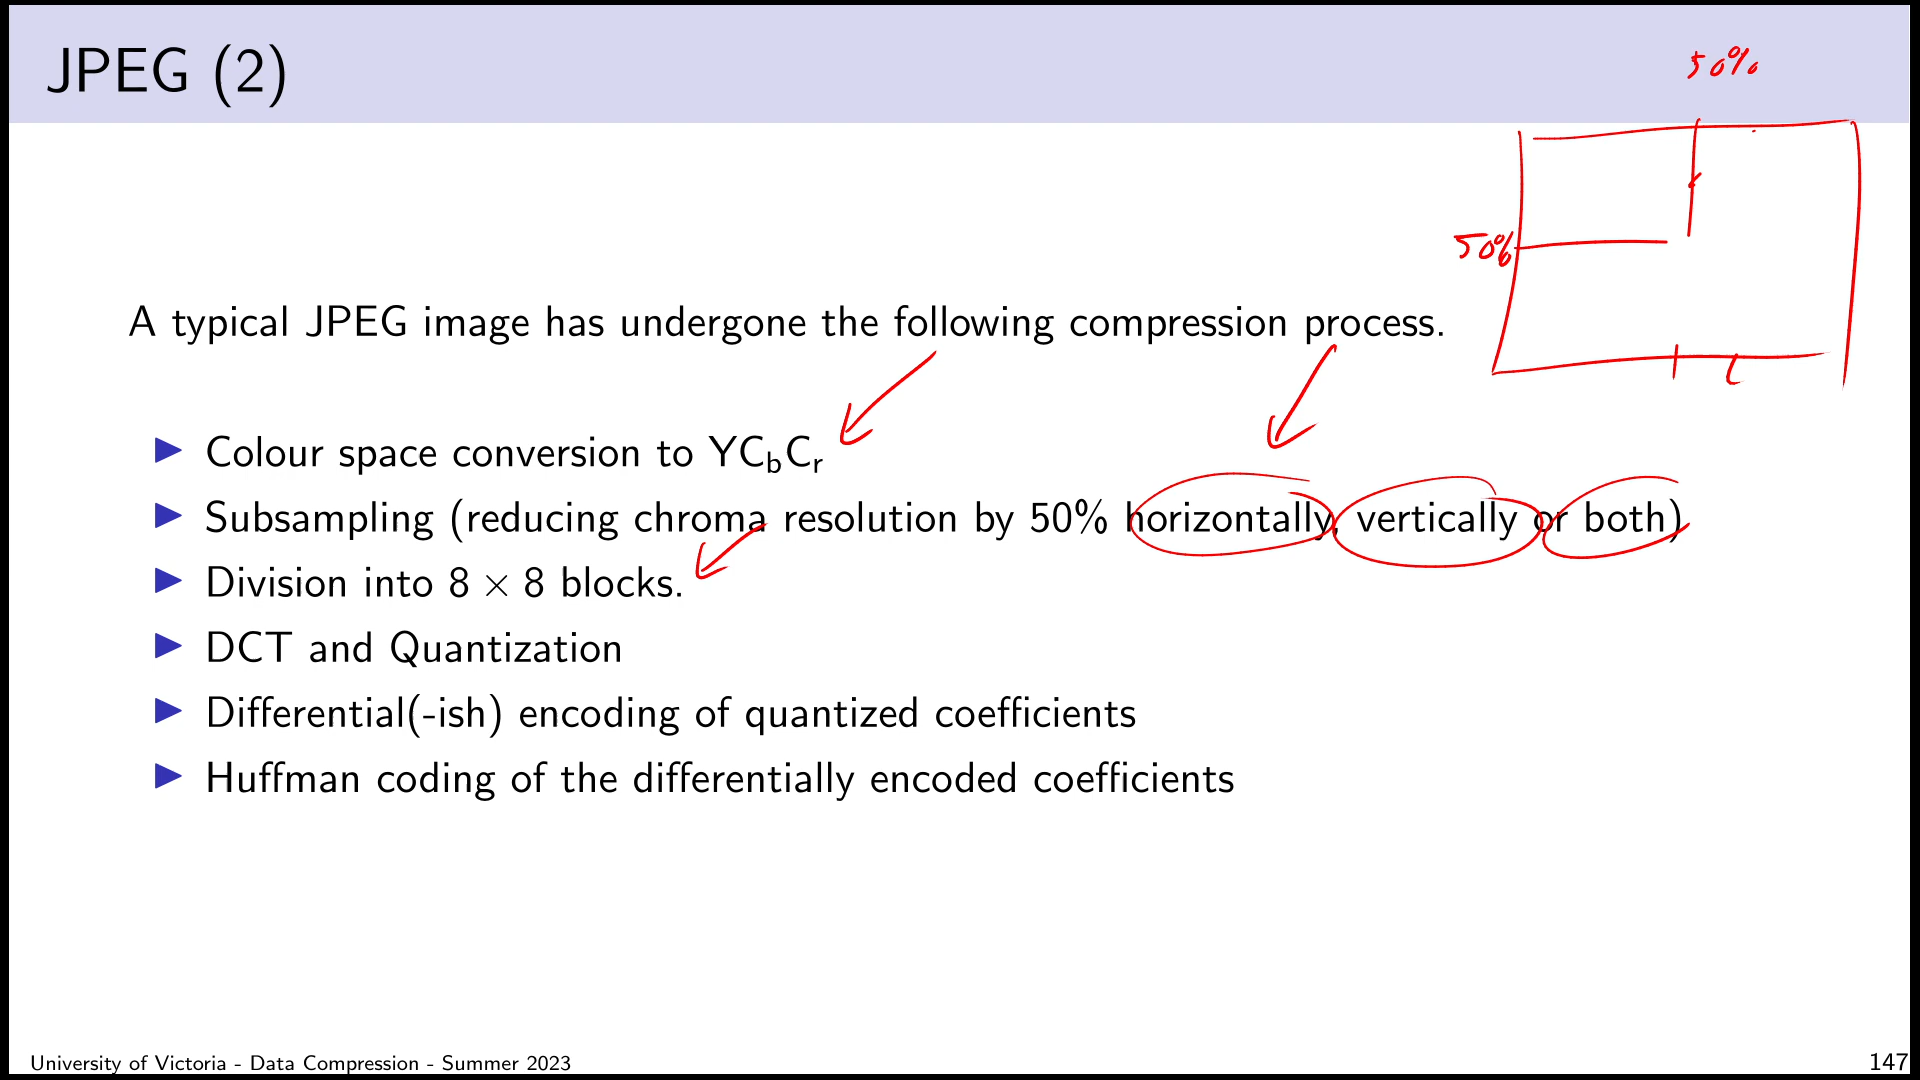 JPEG (2)
50%
50%
A typical JPEG image has undergone the following compression process.
Colour space conversion to YCbCr
Subsampling (reducing chroma resolution by 50% horizontally, vertically or both)
Division into 8 × 8 blocks.
DCT and Quantization
Differential(-ish) encoding of quantized coefficients
Huffman coding of the differentially encoded coefficients
University of Victoria - Data Compression - Summer 2023
147